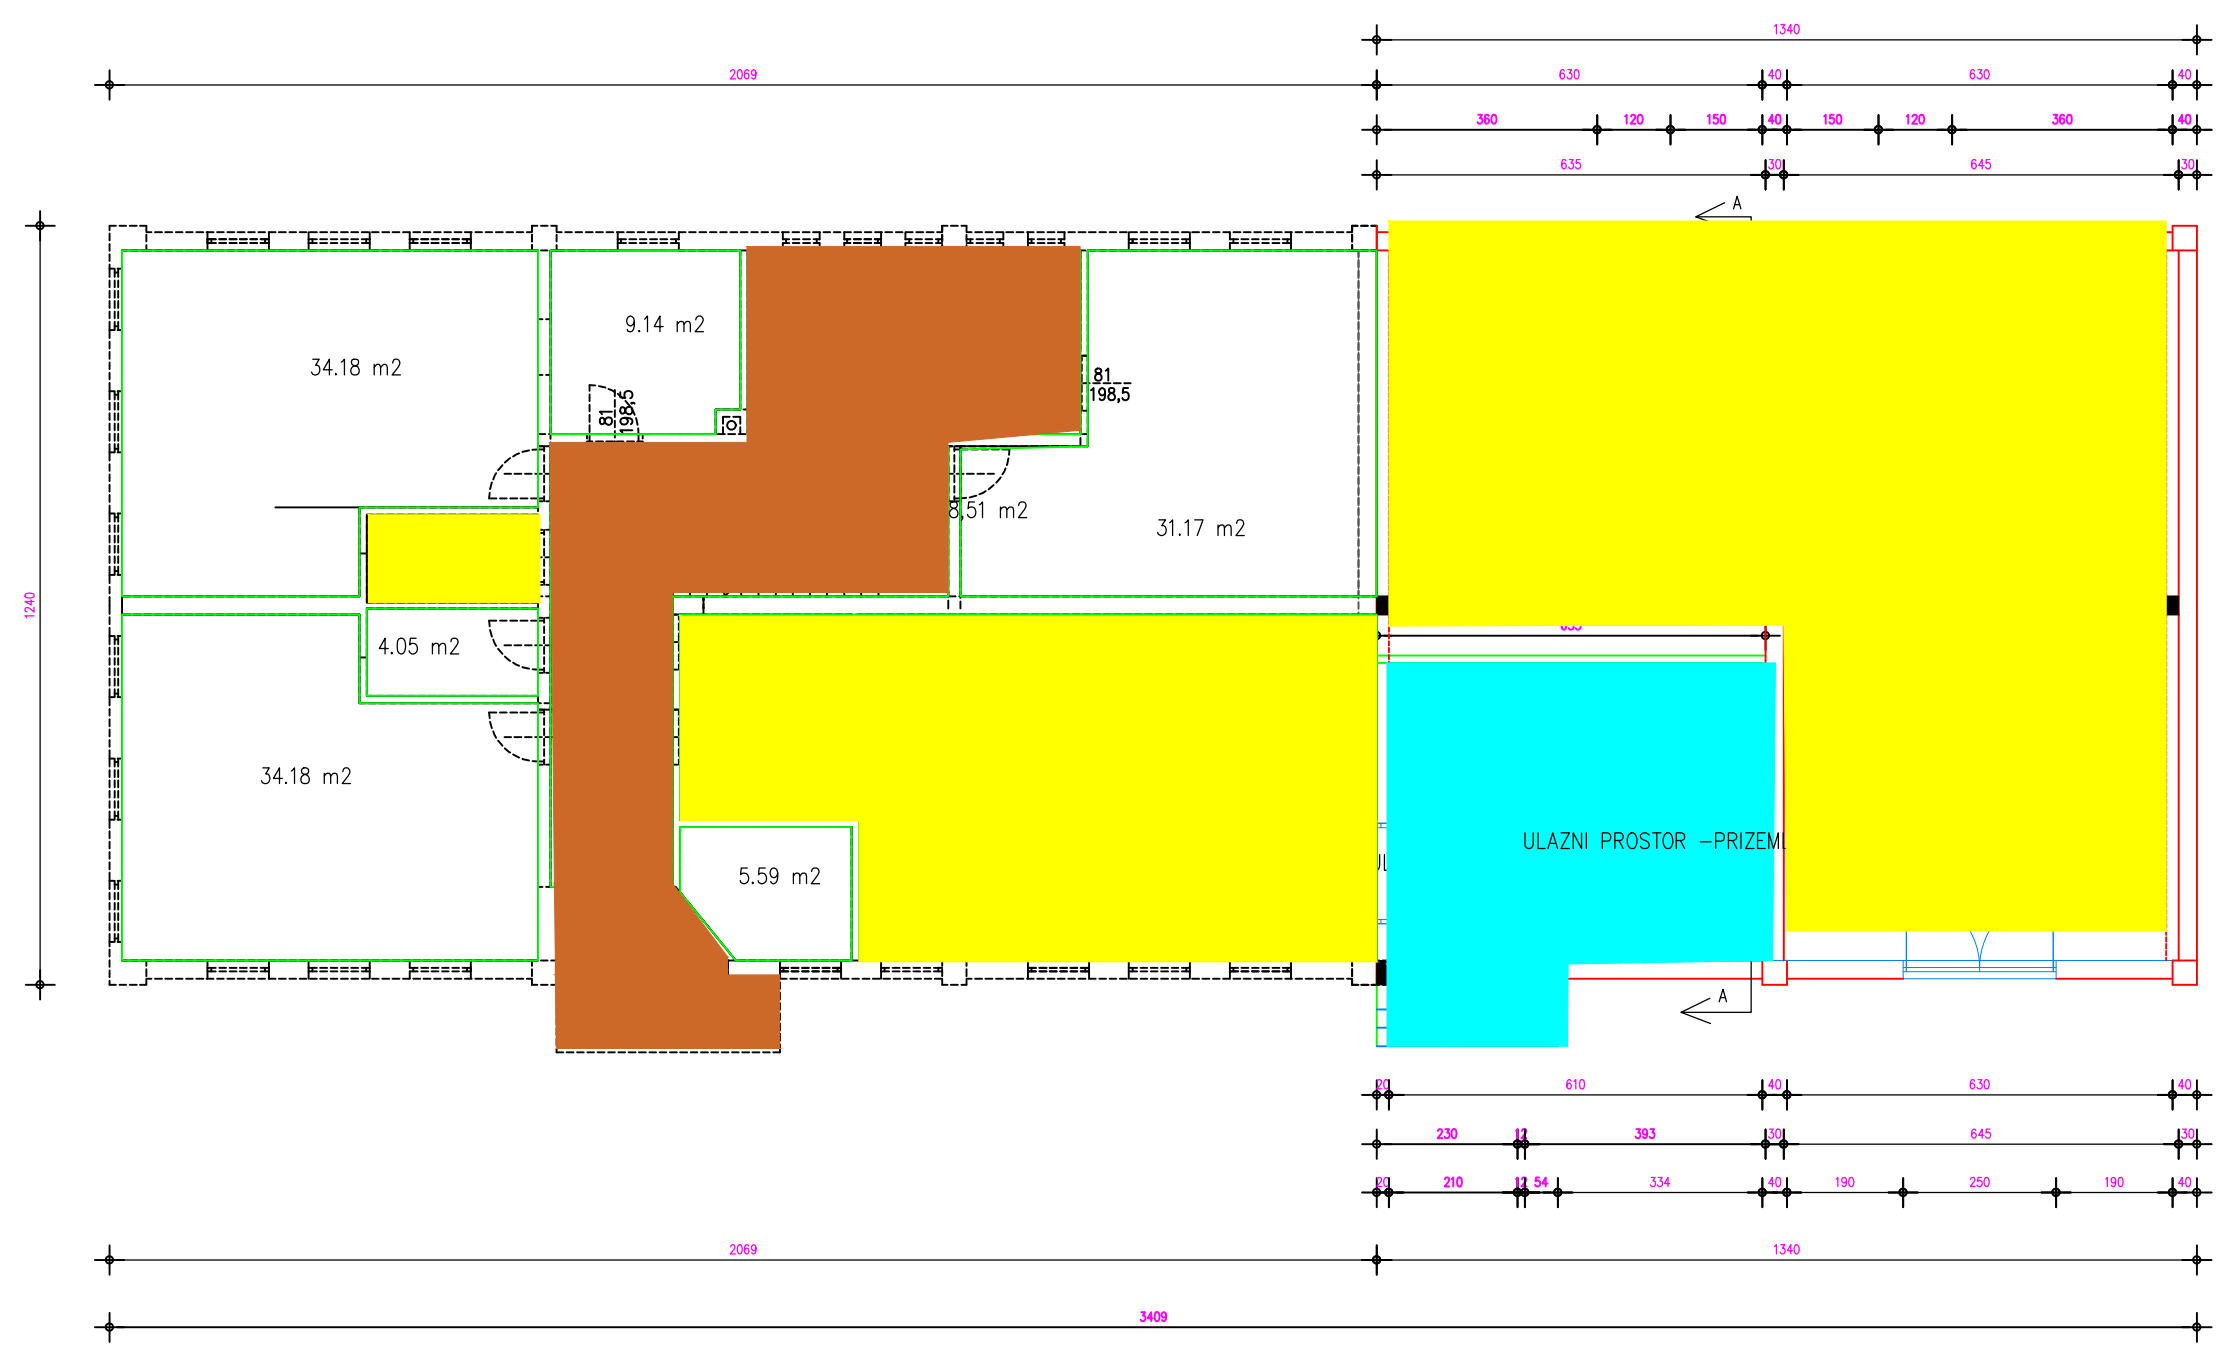 1340
2069 630 40 630 40
360 120 150 40 150 120 360 40
635 30 645 30
A
9.14 m2
34.18 m2
81
198,5
81
198,5
8,51 m2
31.17 m2
1240
4.05 m2
34.18 m2
ULAZNI PROSTOR -PRIZEML
5.59 m2
A
20 610 40 630 40
230 12 393 30 645 30
20 210 12 54 334 40 190 250 190 40
2069 1340
3409